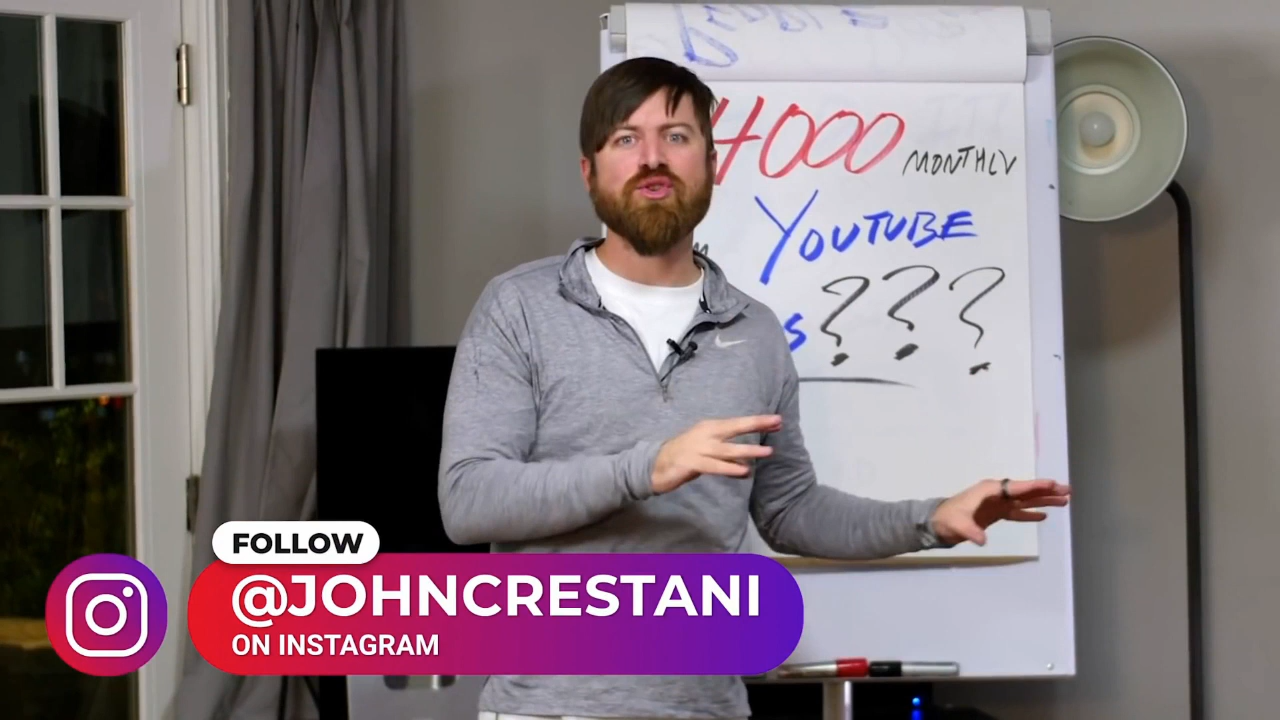 4000 MONTHLY
YOUTUBE
s???
FOLLOW
@JOHNCRESTANI
ON INSTAGRAM